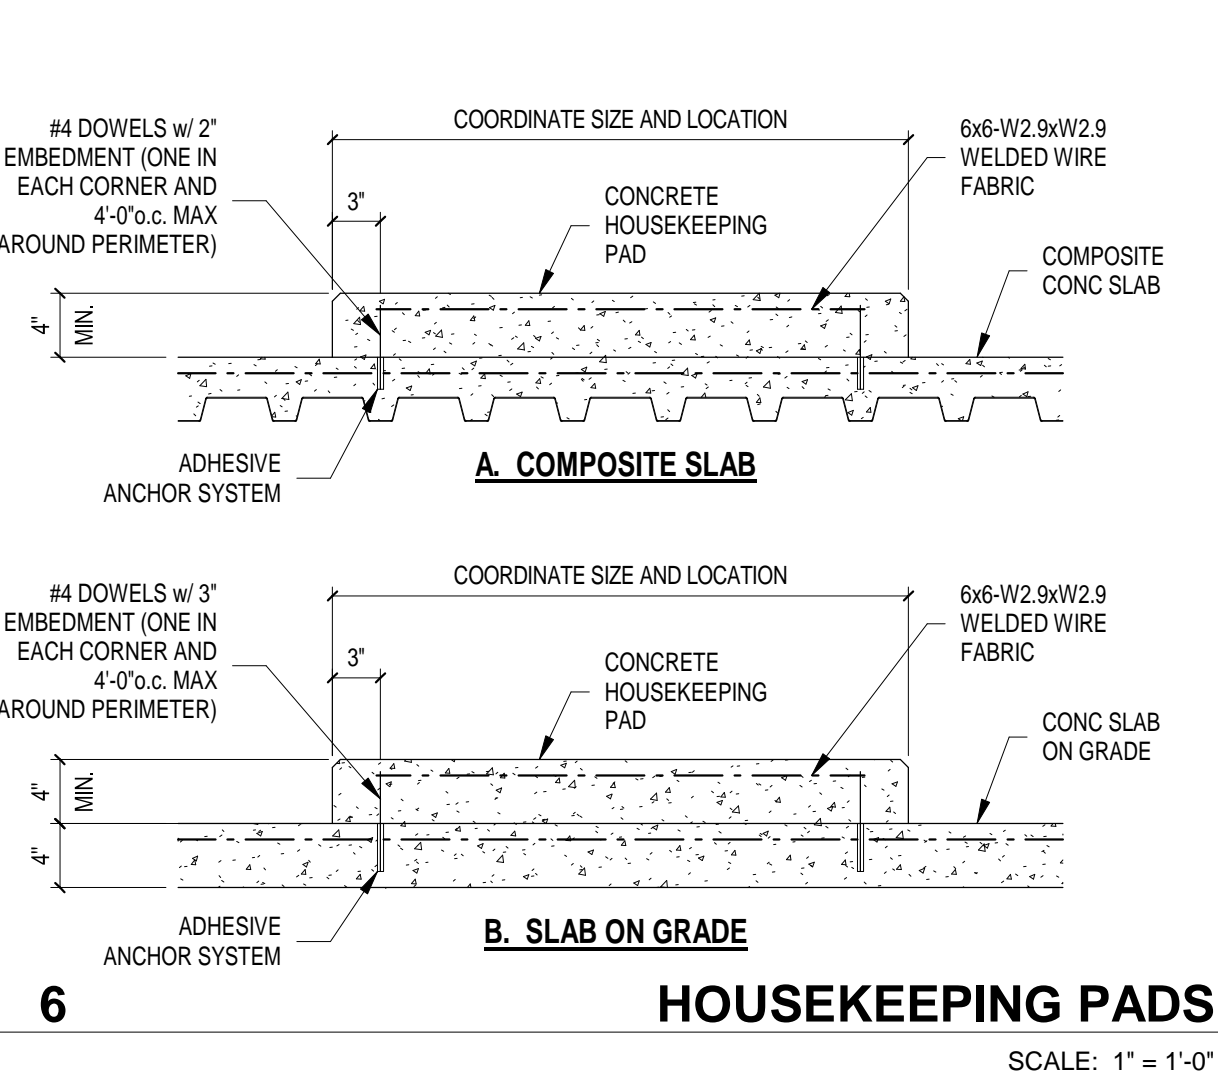 COORDINATE SIZE AND LOCATION
#4 DOWELS w/ 2"
EMBEDMENT (ONE IN
EACH CORNER AND
4'-0"o.c. MAX
AROUND PERIMETER)
3"
CONCRETE
HOUSEKEEPING
PAD
6x6-W2.9xW2.9
WELDED WIRE
FABRIC
COMPOSITE
CONC SLAB
4"
MIN.
ADHESIVE
ANCHOR SYSTEM
A. COMPOSITE SLAB
COORDINATE SIZE AND LOCATION
#4 DOWELS w/ 3"
EMBEDMENT (ONE IN
EACH CORNER AND
4'-0"o.c. MAX
AROUND PERIMETER)
3"
CONCRETE
HOUSEKEEPING
PAD
6x6-W2.9xW2.9
WELDED WIRE
FABRIC
CONC SLAB
ON GRADE
4"
MIN.
4"
ADHESIVE
ANCHOR SYSTEM
B. SLAB ON GRADE
6
HOUSEKEEPING PADS
SCALE: 1" = 1'-0"